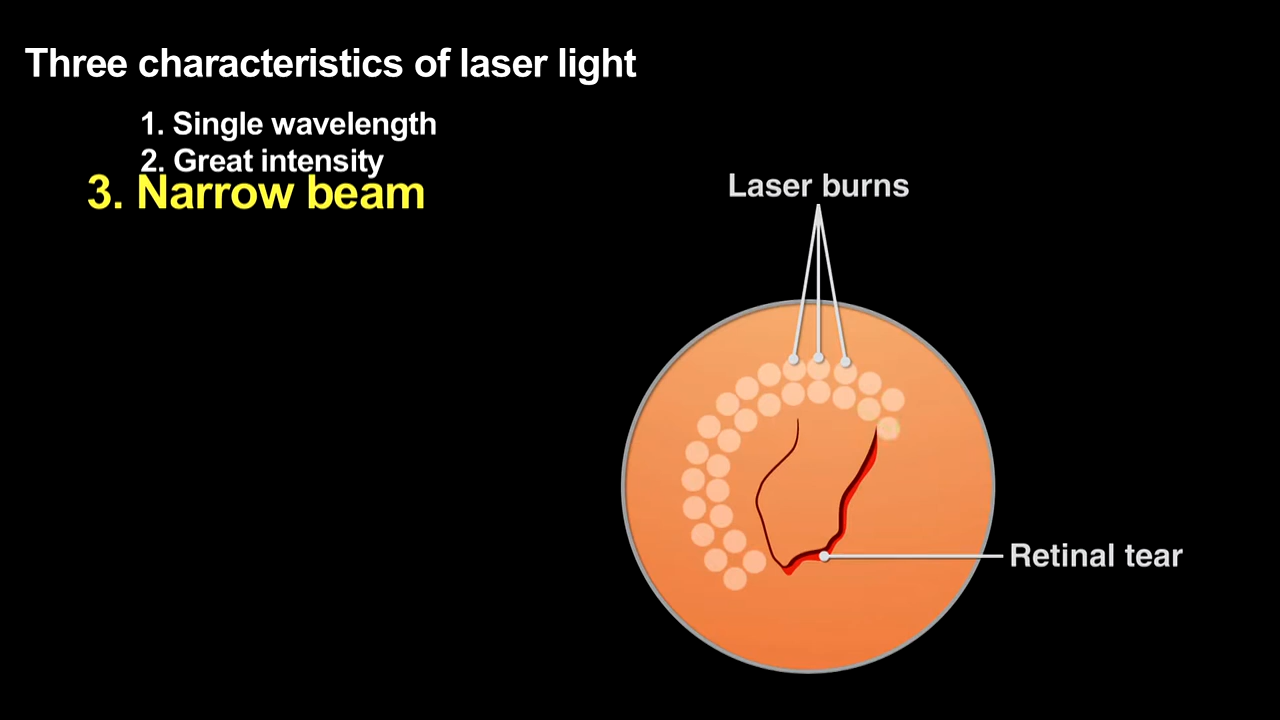 Three characteristics of laser light
1. Single wavelength
2. Great intensity
3. Narrow beam
Laser burns
Retinal tear